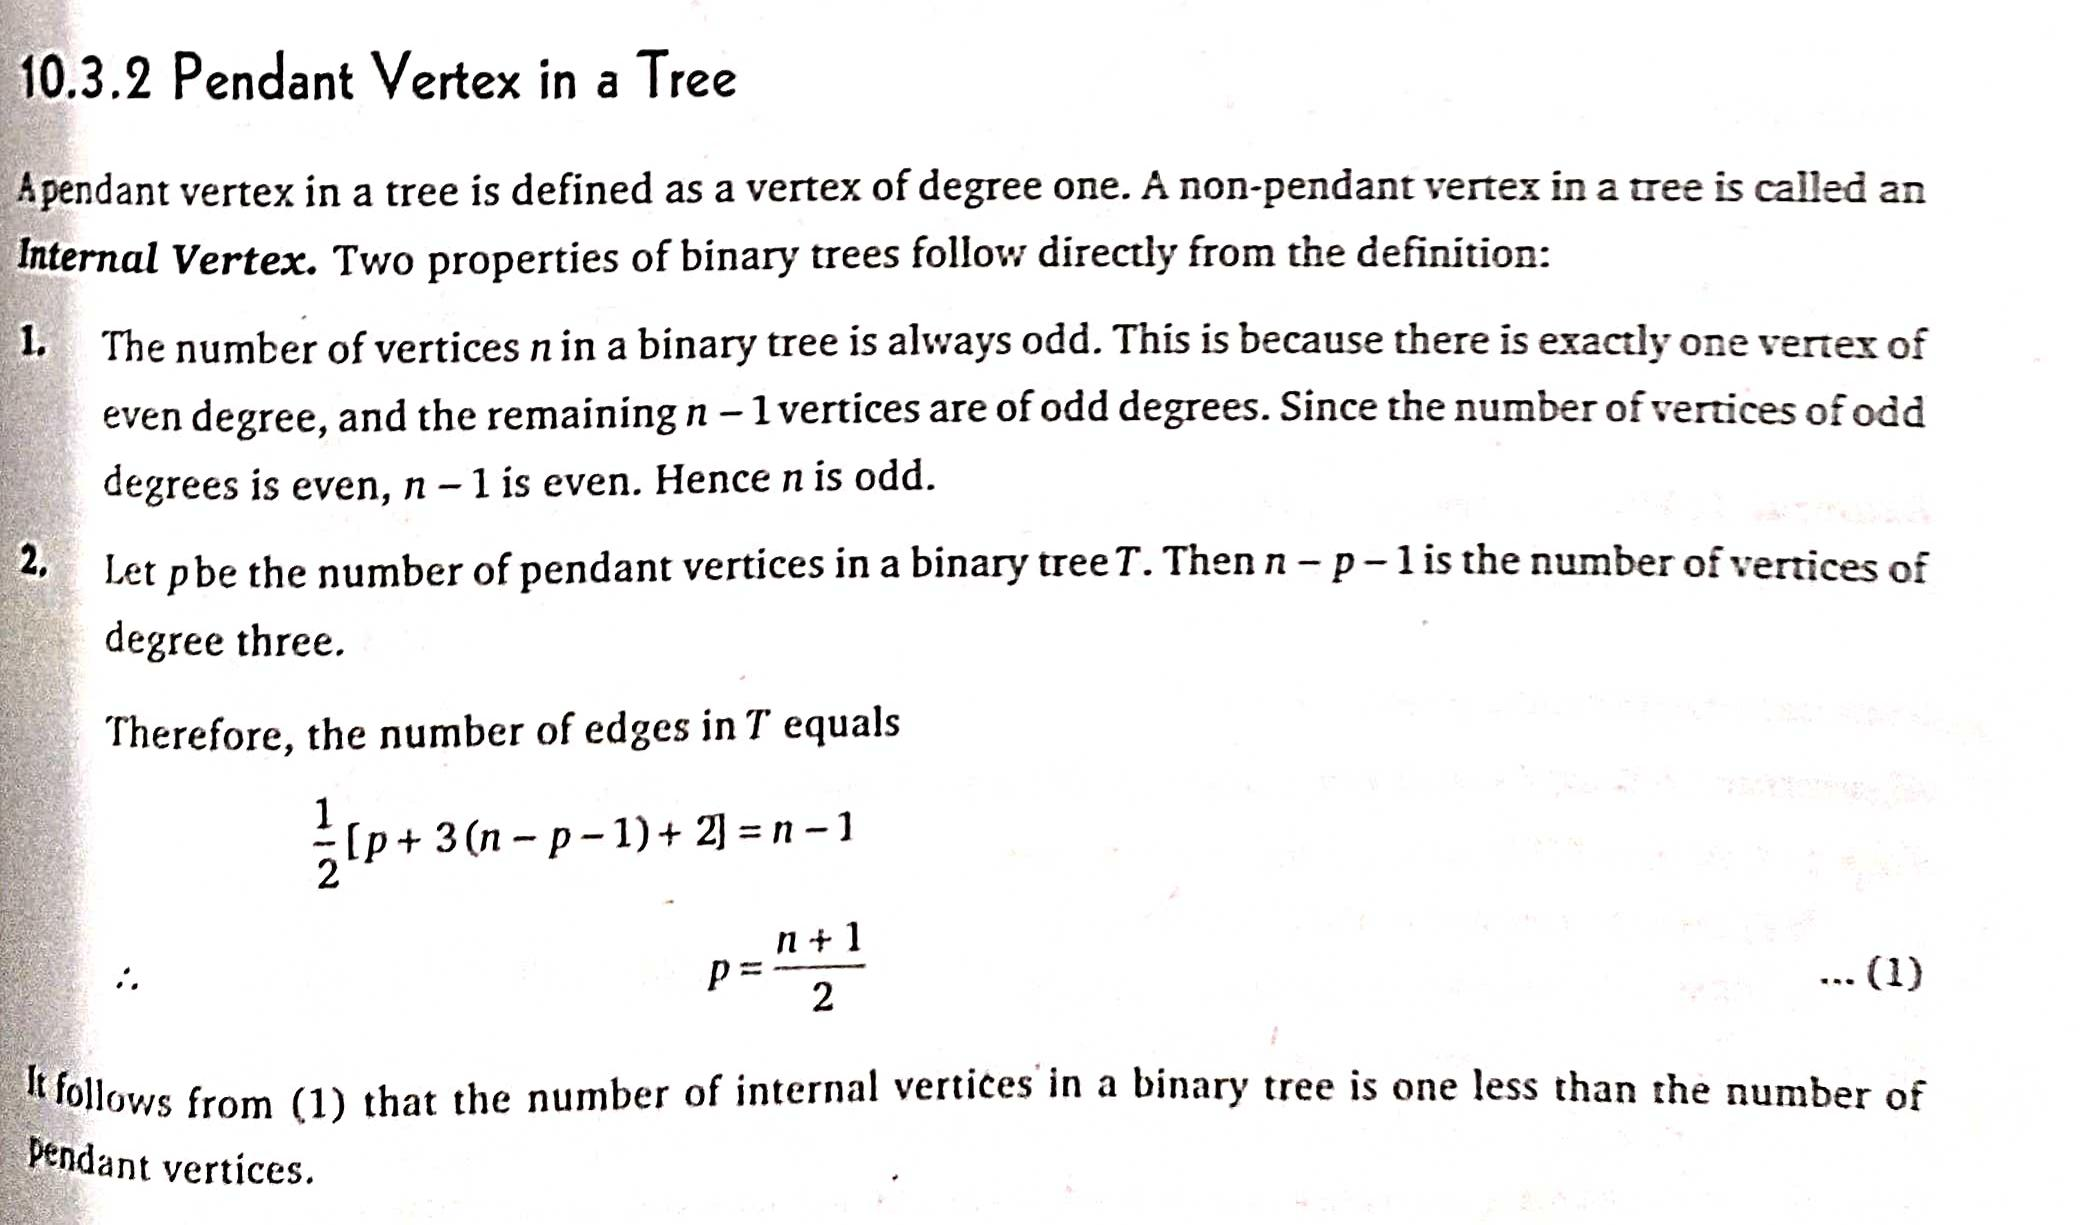 10.3.2 Pendant Vertex in a Tree
A pendant vertex in a tree is defined as a vertex of degree one. A non-pendant vertex in a tree is called an
Internal Vertex. Two properties of binary trees follow directly from the definition:
1. The number of vertices n in a binary tree is always odd. This is because there is exactly one vertex of
even degree, and the remaining n – 1 vertices are of odd degrees. Since the number of vertices of odd
degrees is even, n – 1 is even. Hence n is odd.
2. Let p be the number of pendant vertices in a binary tree T. Then n – p – 1 is the number of vertices of
degree three.
Therefore, the number of edges in T equals
1/2 [p + 3(n – p – 1) + 2] = n – 1
∴ p = (n + 1)/2 ... (1)
It follows from (1) that the number of internal vertices in a binary tree is one less than the number of
pendant vertices.